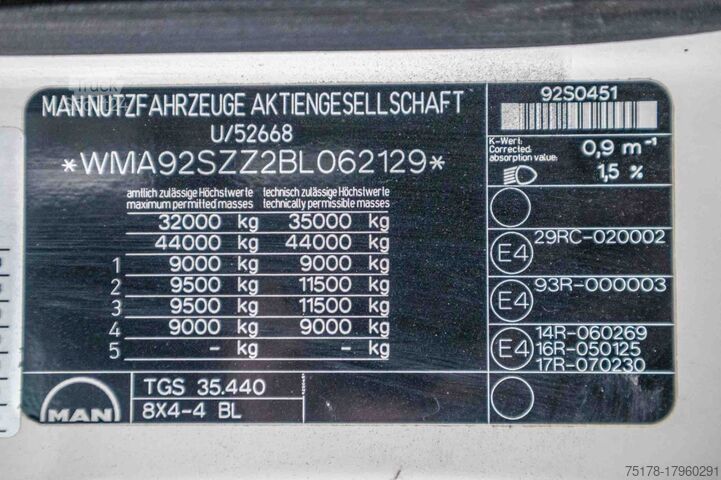 MAN NUTZFAHRZEUGE AKTIENGESELLSCHAFT
U/52668
*WMA92SZZ2BL062129*
amtlich zulässige Höchstwerte technisch zulässige Höchstwerte
maximum permitted masses technically permissible masses
32000 kg 35000 kg
44000 kg 44000 kg
1 9000 kg 9000 kg
2 9500 kg 11500 kg
3 9500 kg 11500 kg
4 9000 kg 9000 kg
5 - kg - kg
MAN
TGS 35.440
8X4-4 BL
92S0451
K-Wert:
Corrected
absorption value:
0,9 m⁻¹
1,5 %
E4 29RC-020002
E4 93R-000003
E4
14R-060269
16R-050125
17R-070230
75178-17960291